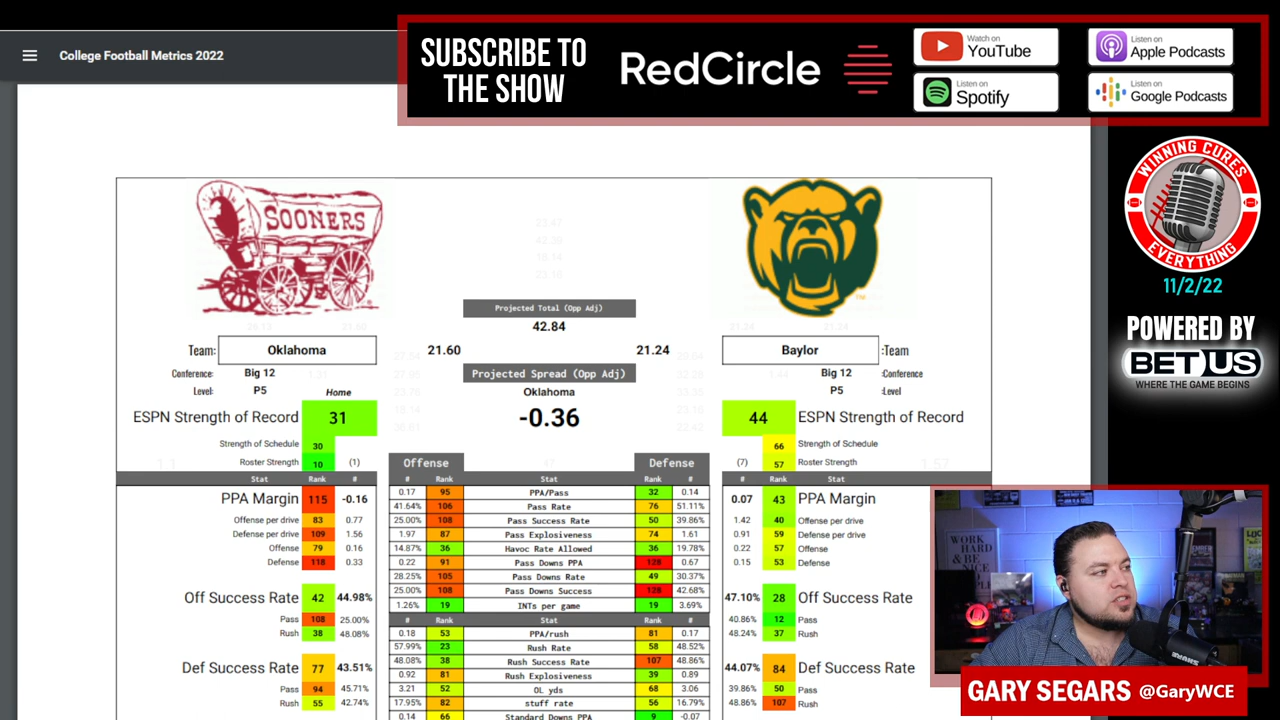 College Football Metrics 2022
SUBSCRIBE TO
THE SHOW
RedCircle
Watch on
YouTube
Listen on
Spotify
Listen on
Apple Podcasts
Listen on
Google Podcasts
WINNING CURES
EVERYTHING
11/2/22
POWERED BY
BETUS
WHERE THE GAME BEGINS
SOONERS
Projected Total (Opp Adj)
42.84
Team: Oklahoma 21.60 21.24 Baylor :Team
Conference: Big 12 Projected Spread (Opp Adj) Big 12 :Conference
Level: P5 Home Oklahoma P5 :Level
ESPN Strength of Record 31 -0.36 44 ESPN Strength of Record
Strength of Schedule 30 66 Strength of Schedule
Roster Strength 10 (1) Offense Defense (7) 57 Roster Strength
Stat Rank # # Rank Stat Rank # # Rank Stat
PPA Margin 115 -0.16 0.07 43 PPA Margin
Offense per drive 83 0.77 1.42 40 Offense per drive
Defense per drive 109 1.56 0.91 59 Defense per drive
Offense 79 0.16 0.22 57 Offense
Defense 118 0.33 0.15 53 Defense
Off Success Rate 42 44.98% 47.10% 28 Off Success Rate
Pass 108 25.00% 40.86% 12 Pass
Rush 38 48.08% 48.24% 37 Rush
Def Success Rate 77 43.51% 44.07% 84 Def Success Rate
Pass 94 45.71% 39.86% 50 Pass
Rush 55 42.74% 48.86% 107 Rush
0.17 95 PPA/Pass 32 0.14
41.64% 106 Pass Rate 76 51.11%
25.00% 108 Pass Success Rate 50 39.86%
1.97 87 Pass Explosiveness 74 1.61
14.87% 36 Havoc Rate Allowed 36 19.78%
0.22 91 Pass Downs PPA 128 0.67
28.25% 105 Pass Downs Rate 49 30.37%
25.00% 108 Pass Downs Success 128 42.68%
1.26% 19 INTs per game 19 3.69%
# Rank Stat Rank #
0.18 53 PPA/rush 81 0.17
57.99% 23 Rush Rate 58 48.52%
48.08% 38 Rush Success Rate 107 48.86%
0.92 81 Rush Explosiveness 39 0.89
3.21 52 OL yds 68 3.06
17.95% 82 stuff rate 56 16.79%
0.14 66 Standard Downs PPA 9 -0.07
WORK
HARD
& BE
GARY SEGARS @GaryWCE